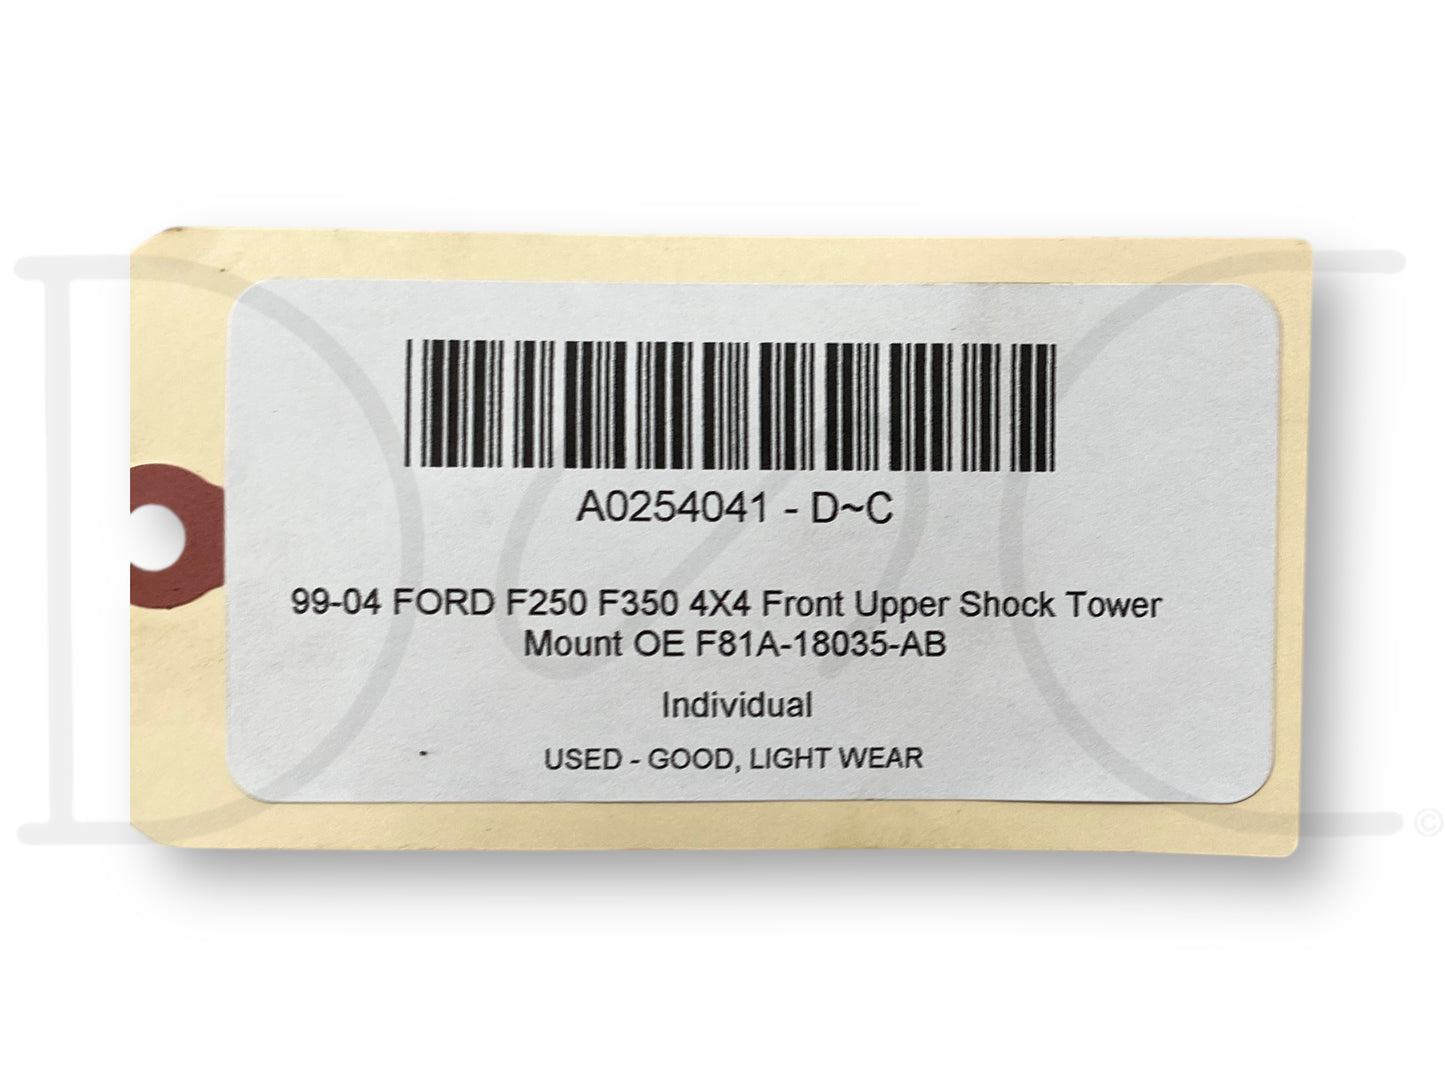 A0254041 - D~C
99-04 FORD F250 F350 4X4 Front Upper Shock Tower
Mount OE F81A-18035-AB
Individual
USED - GOOD, LIGHT WEAR
©